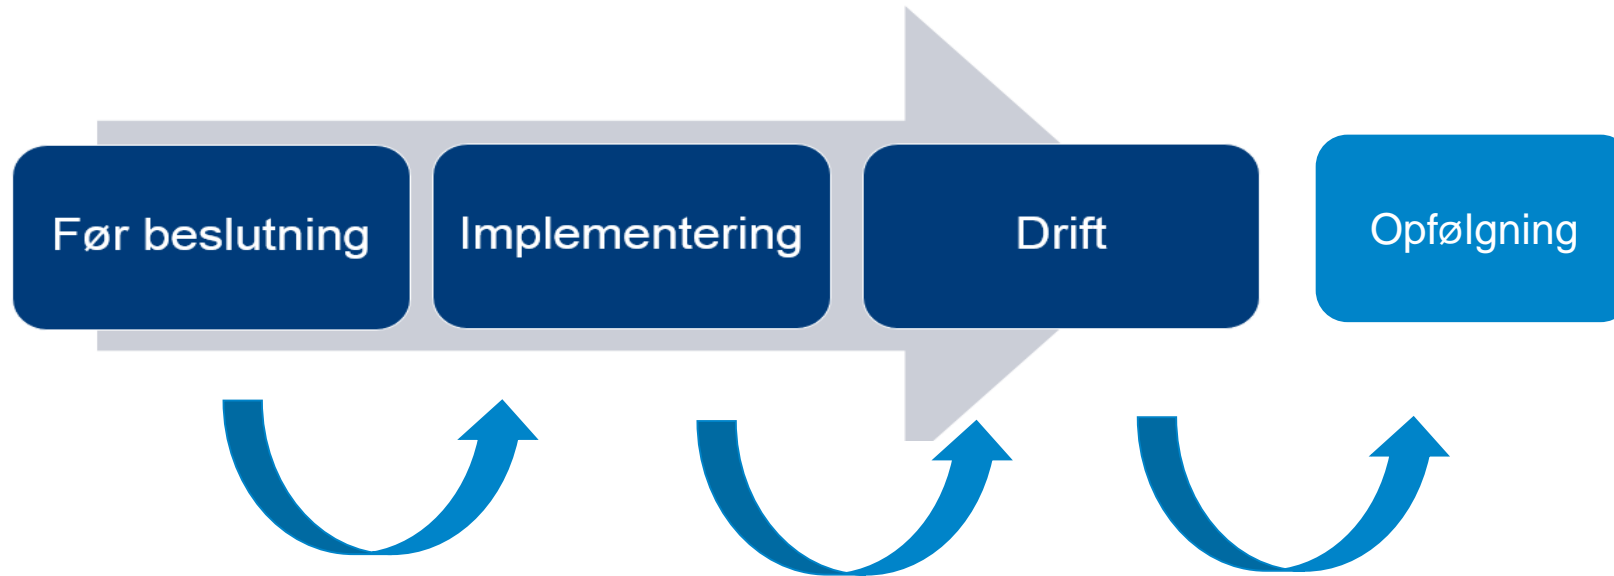 Før beslutning
Implementering
Drift
Opfølgning